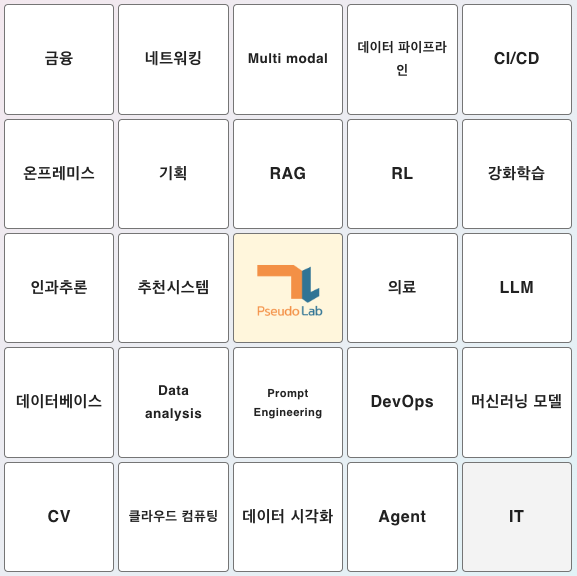 금융
네트워킹
Multi modal
데이터 파이프라
인
CI/CD
온프레미스
기획
RAG
RL
강화학습
인과추론
추천시스템
Pseudo Lab
의료
LLM
데이터베이스
Data
analysis
Prompt
Engineering
DevOps
머신러닝 모델
CV
클라우드 컴퓨팅
데이터 시각화
Agent
IT